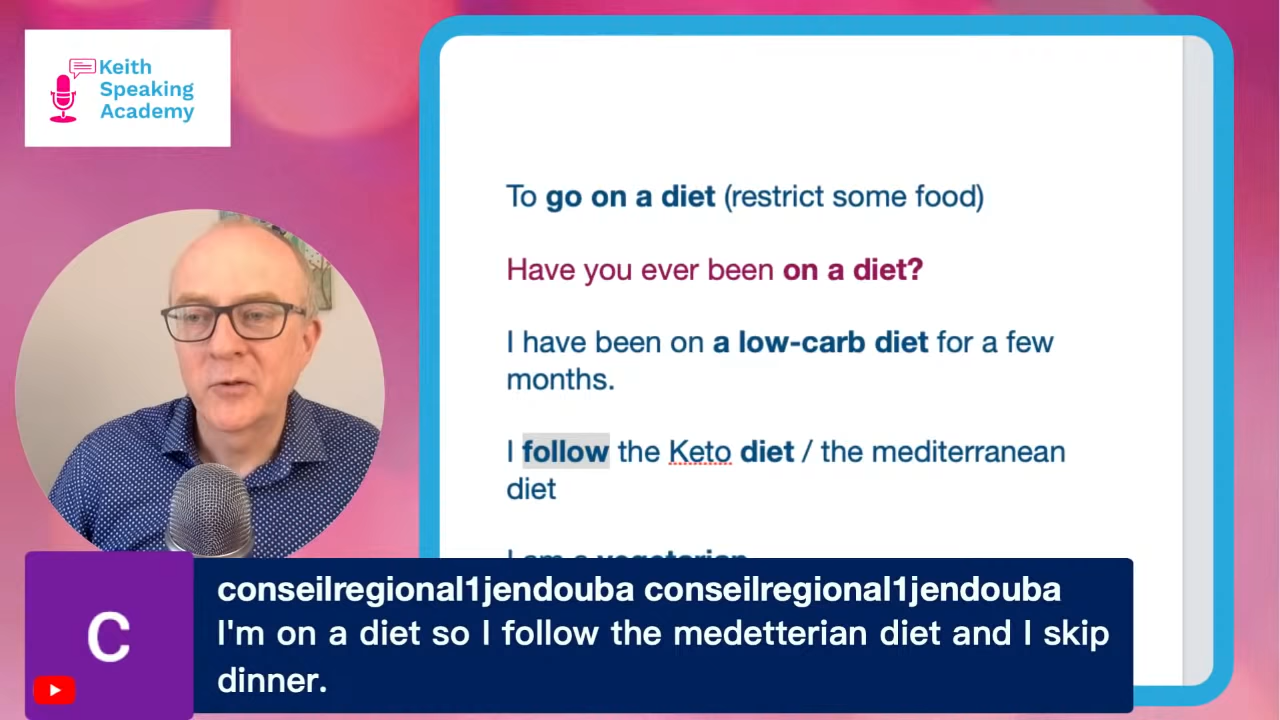 Keith
Speaking
Academy
To go on a diet (restrict some food)
Have you ever been on a diet?
I have been on a low-carb diet for a few
months.
I follow the Keto diet / the mediterranean
diet
I am a vegetarian
C
conseilregional1jendouba conseilregional1jendouba
I'm on a diet so I follow the medetterian diet and I skip
dinner.